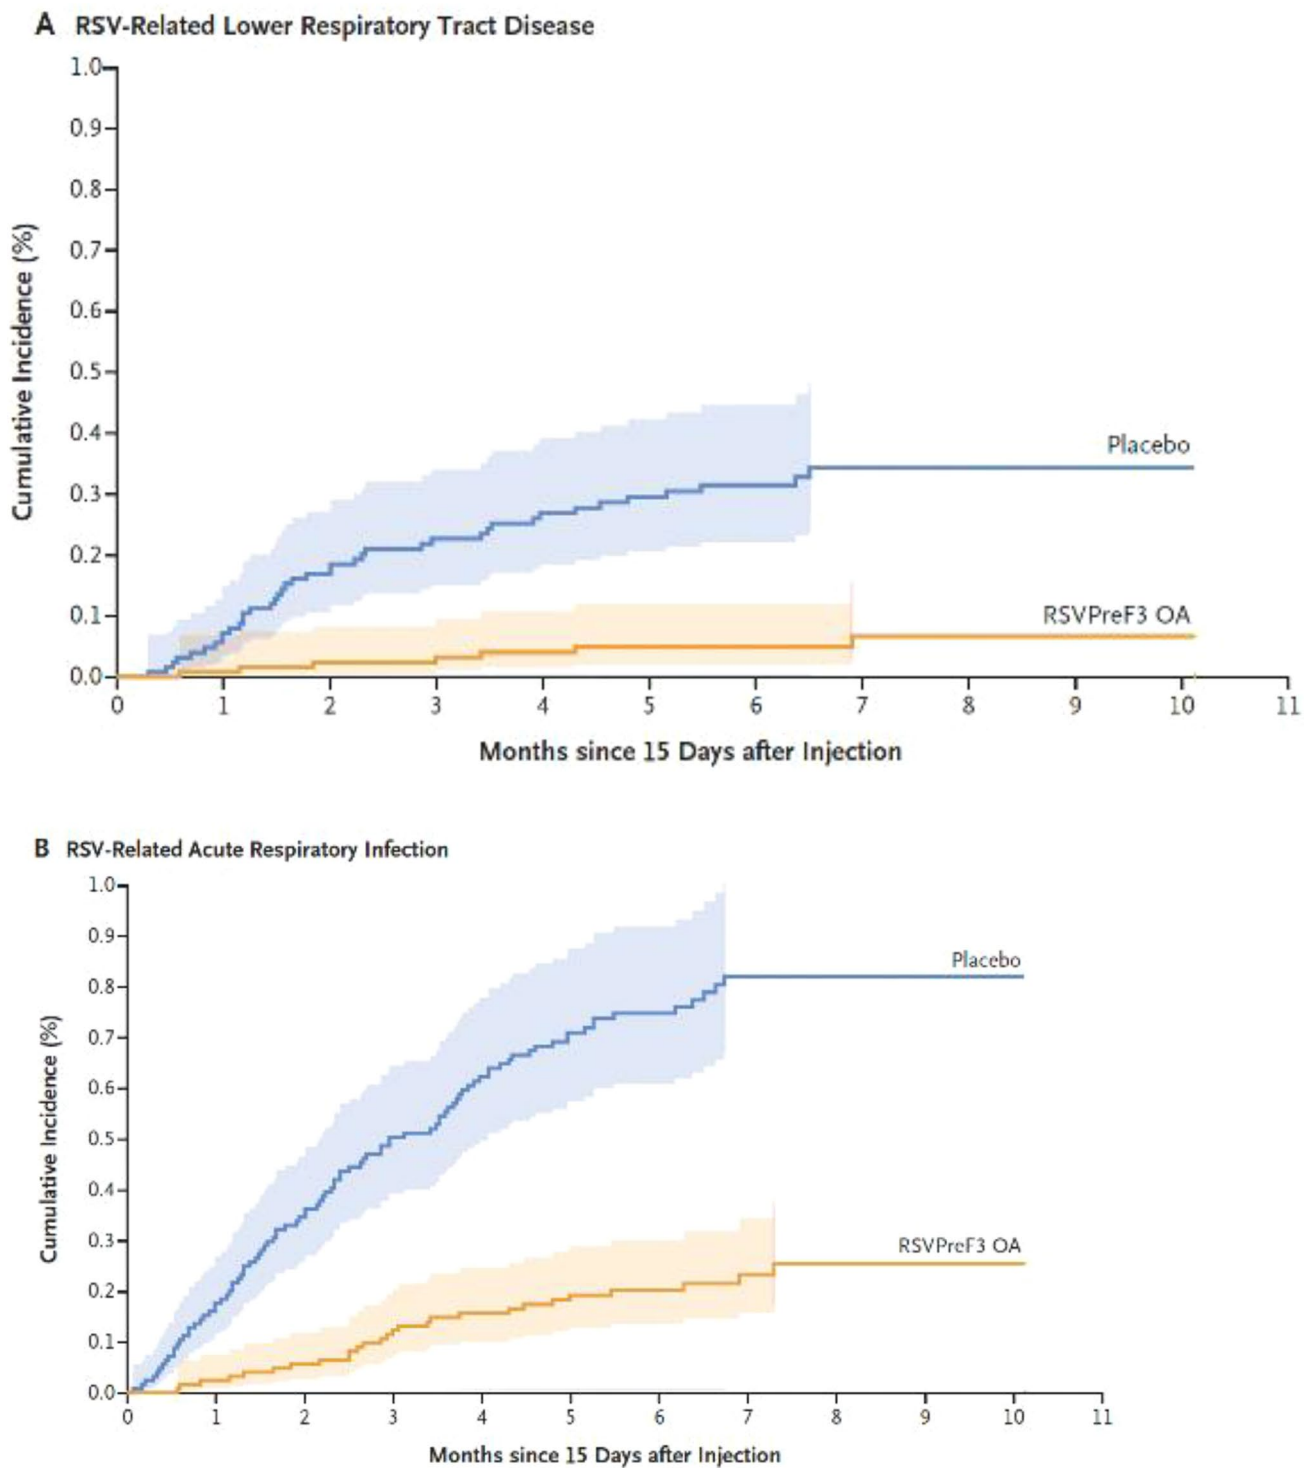 A RSV-Related Lower Respiratory Tract Disease
1.0
0.9
0.8
0.7
0.6
0.5
0.4
0.3
0.2
0.1
0.0
Cumulative Incidence (%)
Placebo
RSVPreF3 OA
0 1 2 3 4 5 6 7 8 9 10 11
Months since 15 Days after Injection
B RSV-Related Acute Respiratory Infection
1.0
0.9
0.8
0.7
0.6
0.5
0.4
0.3
0.2
0.1
0.0
Cumulative Incidence (%)
Placebo
RSVPreF3 OA
0 1 2 3 4 5 6 7 8 9 10 11
Months since 15 Days after Injection